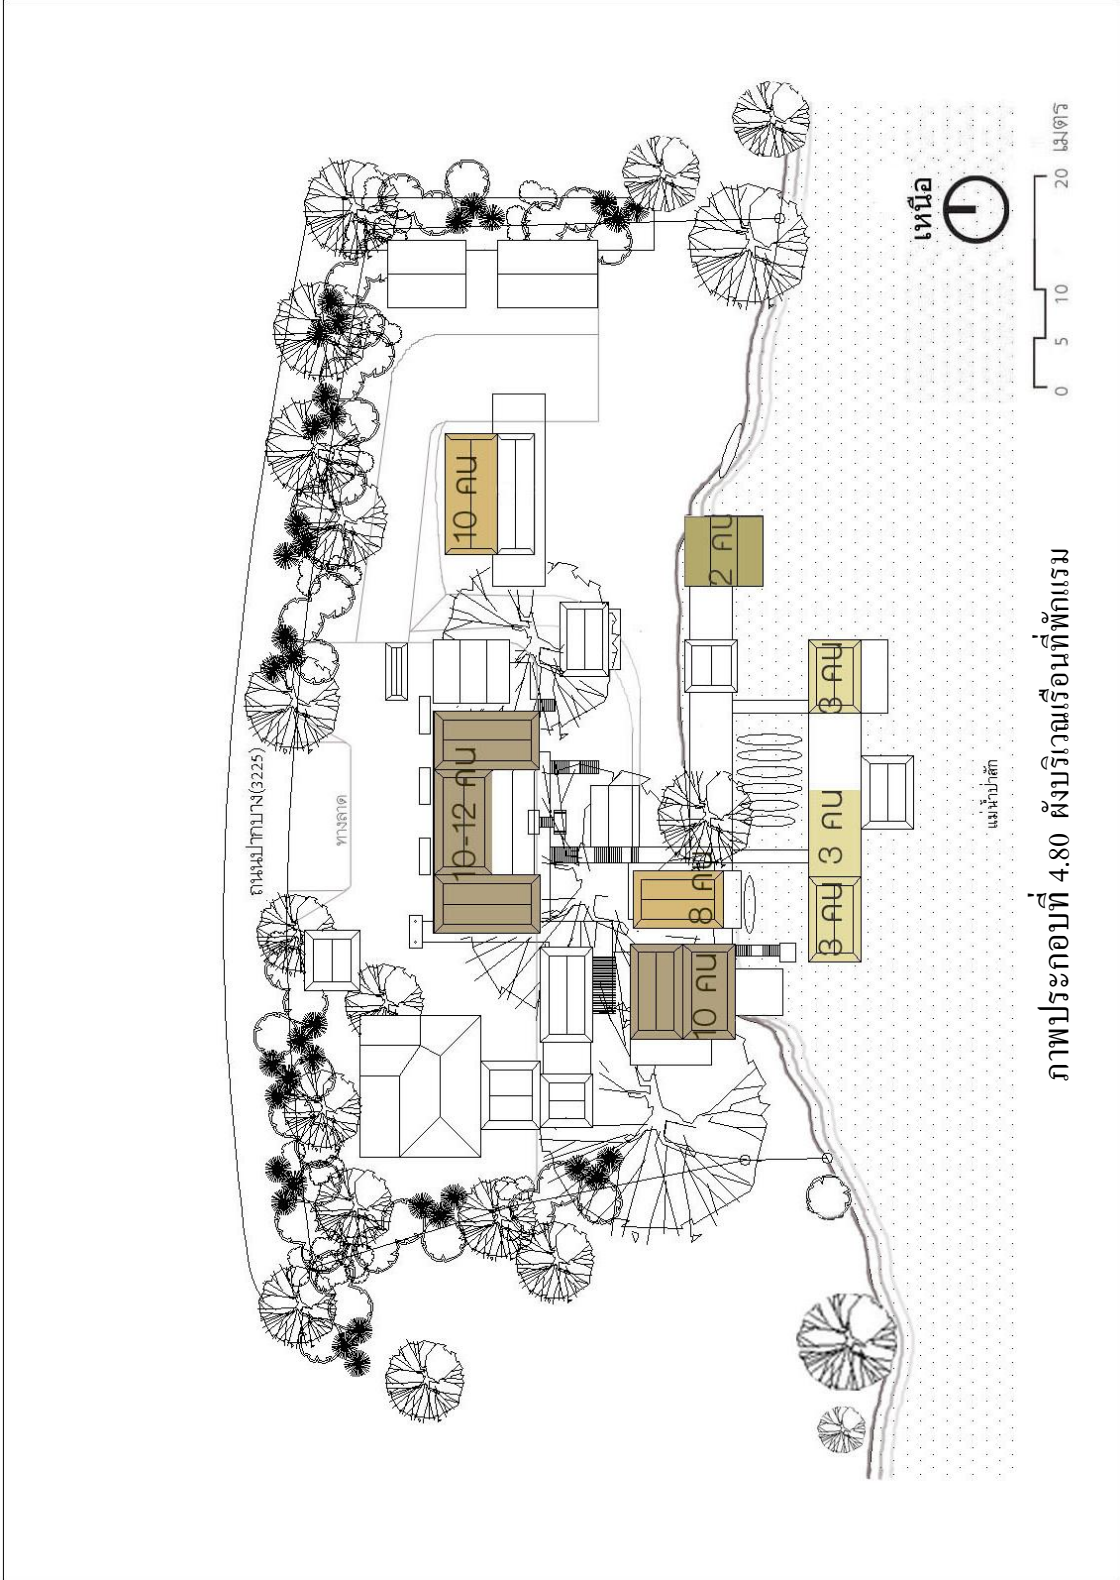 ถนนปากบาง(3225)
ทางลาด
10 คน
10-12 คน
2 คน
8 คน
10 คน
3 คน
3 คน
3 คน
แม่น้ำป่าสัก
เหนือ
0 5 10 20 เมตร
ภาพประกอบที่ 4.80 ผังบริเวณเรือนที่พักแรม